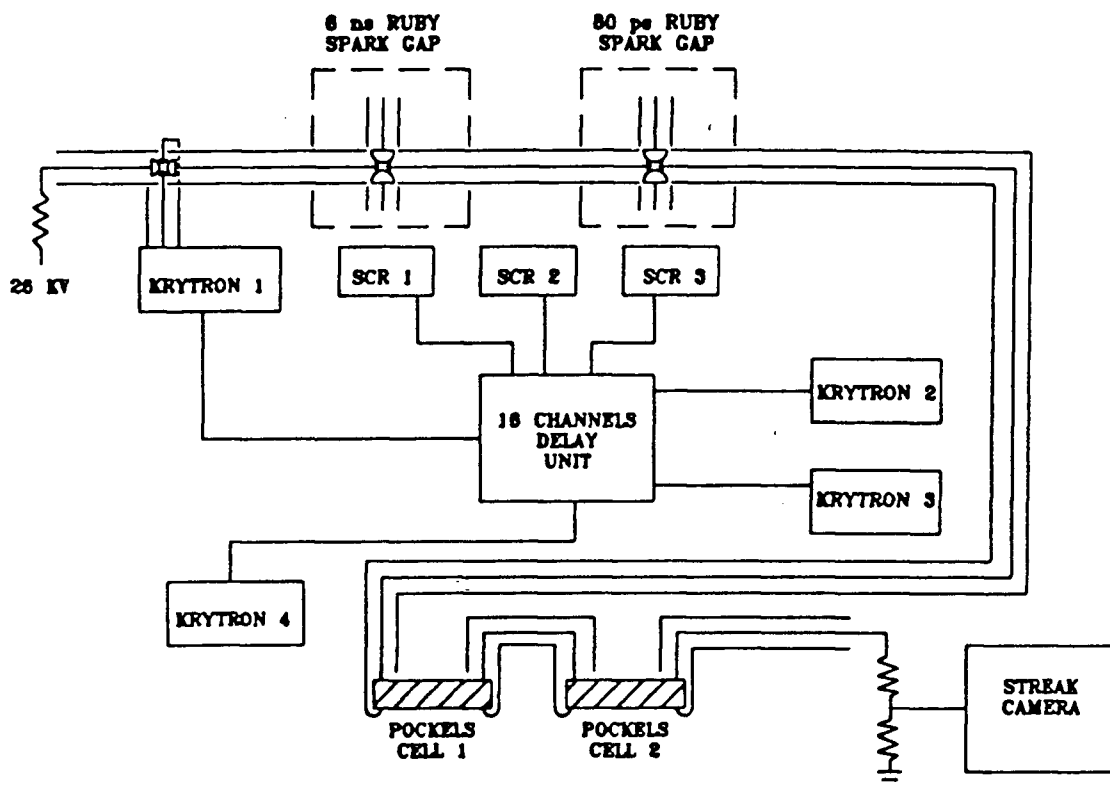 6 ns RUBY
SPARK GAP
80 ps RUBY
SPARK GAP
26 KV
KRYTRON 1
SCR 1
SCR 2
SCR 3
16 CHANNELS
DELAY
UNIT
KRYTRON 2
KRYTRON 3
KRYTRON 4
POCKELS
CELL 1
POCKELS
CELL 2
STREAK
CAMERA